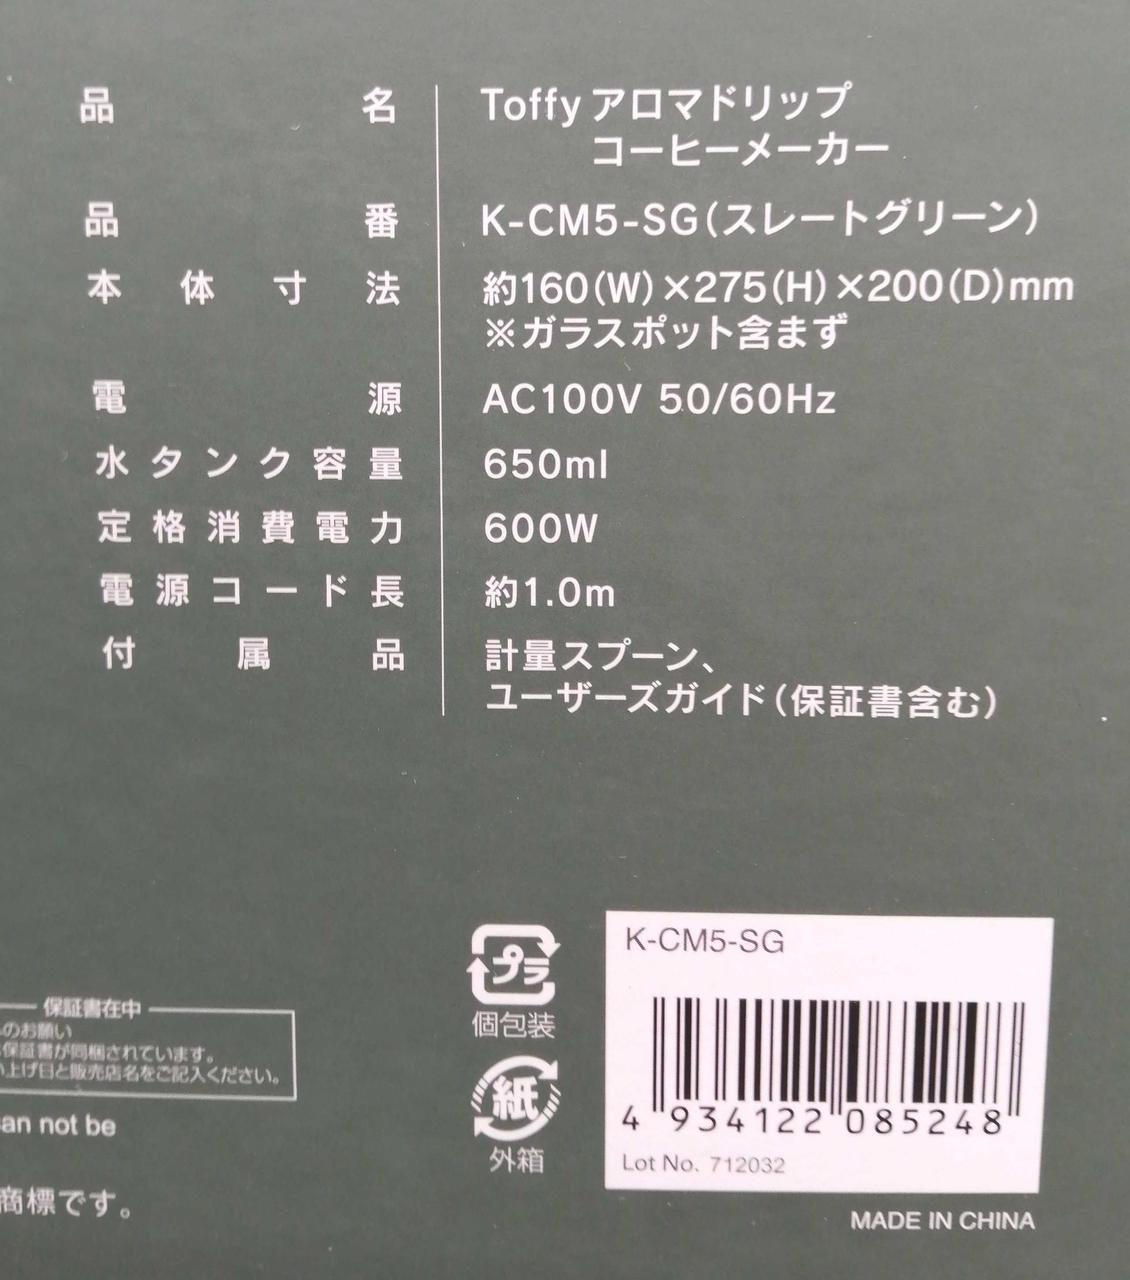 品名 Toffy アロマドリップ
コーヒーメーカー
品番 K-CM5-SG(スレートグリーン)
本体寸法 約160(W)×275(H)×200(D)mm
※ガラスポット含まず
電源 AC100V 50/60Hz
水タンク容量 650ml
定格消費電力 600W
電源コード長 約1.0m
付属品 計量スプーン、
ユーザーズガイド(保証書含む)
保証書在中
のお願い
保証書が同梱されています。
い上げ日と販売店名をご記入ください。
an not be
商標です。
プラ
個包装
紙
外箱
K-CM5-SG
4 934122 085248
Lot No. 712032
MADE IN CHINA